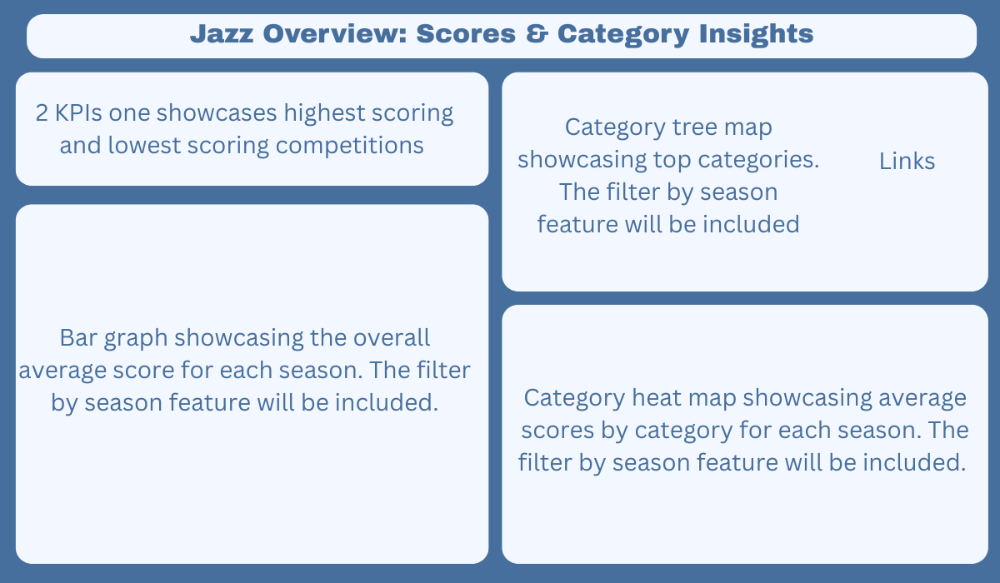 Jazz Overview: Scores & Category Insights
2 KPIs one showcases highest scoring
and lowest scoring competitions
Category tree map
showcasing top categories.
The filter by season
feature will be included
Links
Bar graph showcasing the overall
average score for each season. The filter
by season feature will be included.
Category heat map showcasing average
scores by category for each season. The
filter by season feature will be included.